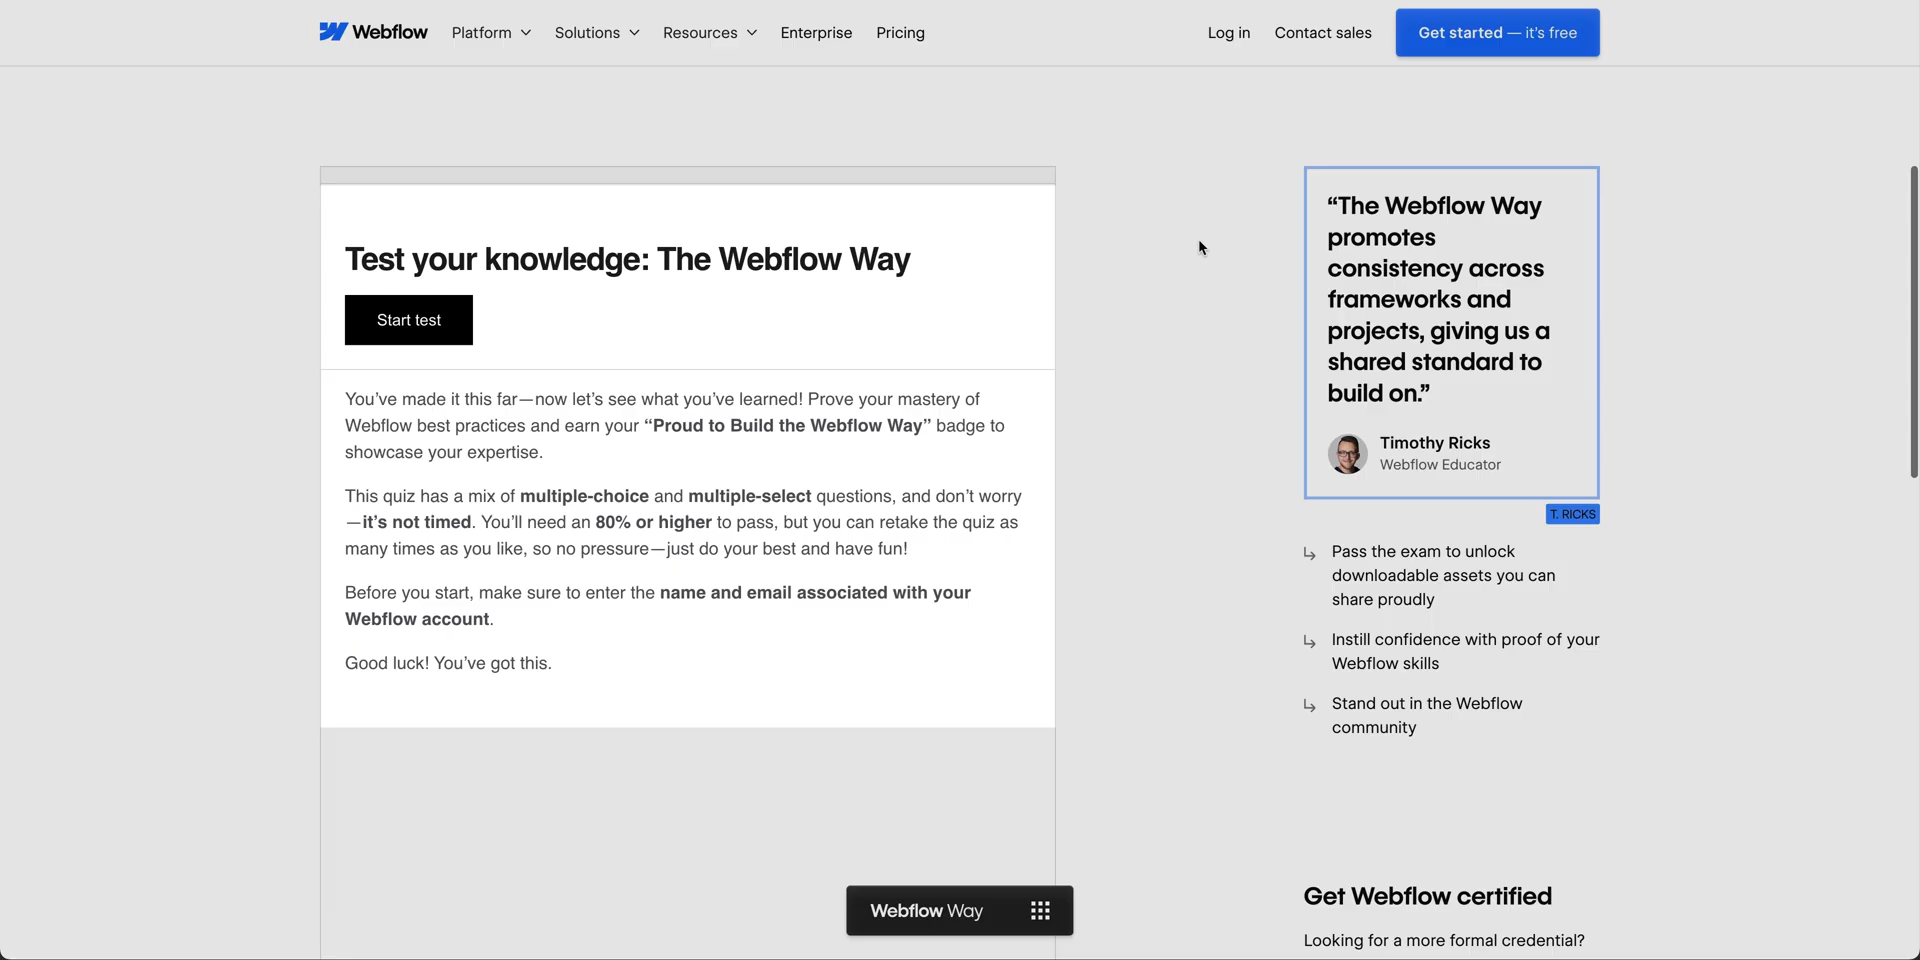 Webflow
Platform
Solutions
Resources
Enterprise
Pricing
Log in
Contact sales
Get started — it's free
Test your knowledge: The Webflow Way
Start test
You've made it this far—now let's see what you've learned! Prove your mastery of
Webflow best practices and earn your “Proud to Build the Webflow Way” badge to
showcase your expertise.
This quiz has a mix of multiple-choice and multiple-select questions, and don't worry
—it's not timed. You'll need an 80% or higher to pass, but you can retake the quiz as
many times as you like, so no pressure—just do your best and have fun!
Before you start, make sure to enter the name and email associated with your
Webflow account.
Good luck! You've got this.
“The Webflow Way
promotes
consistency across
frameworks and
projects, giving us a
shared standard to
build on.”
Timothy Ricks
Webflow Educator
T. RICKS
Pass the exam to unlock
downloadable assets you can
share proudly
Instill confidence with proof of your
Webflow skills
Stand out in the Webflow
community
Get Webflow certified
Looking for a more formal credential?
Webflow Way